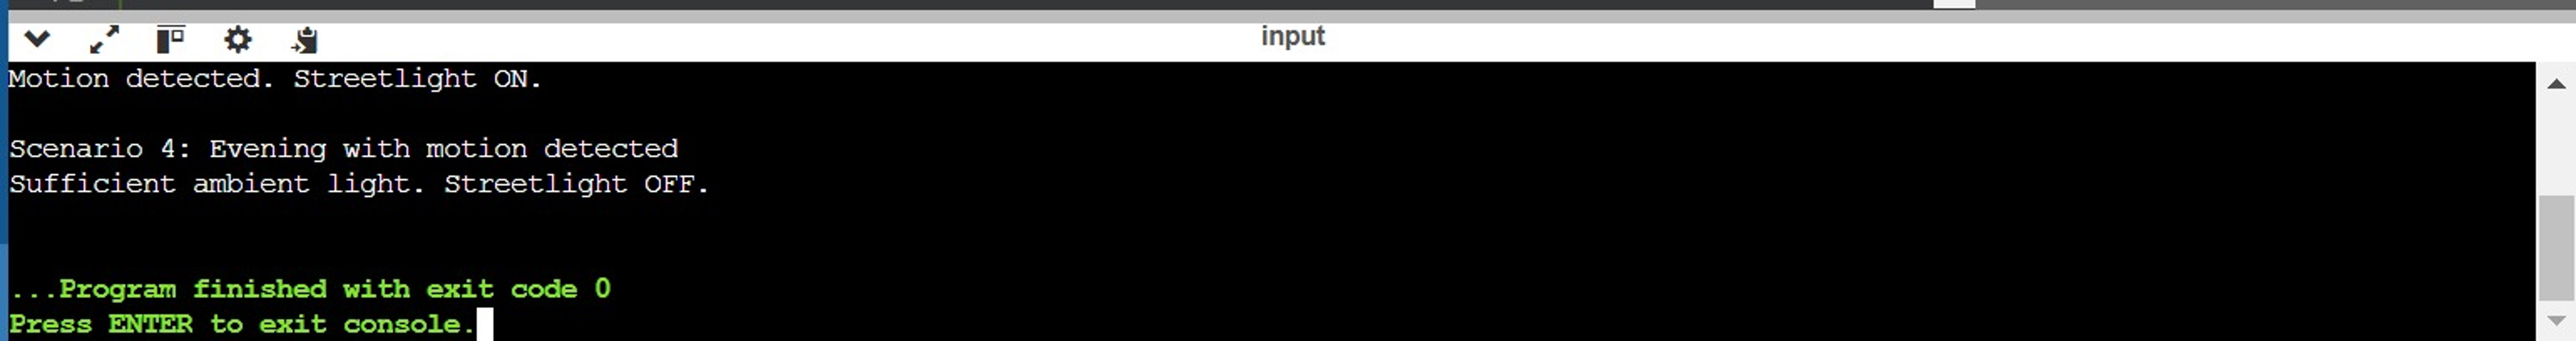 input
Motion detected. Streetlight ON.
Scenario 4: Evening with motion detected
Sufficient ambient light. Streetlight OFF.
...Program finished with exit code 0
Press ENTER to exit console.